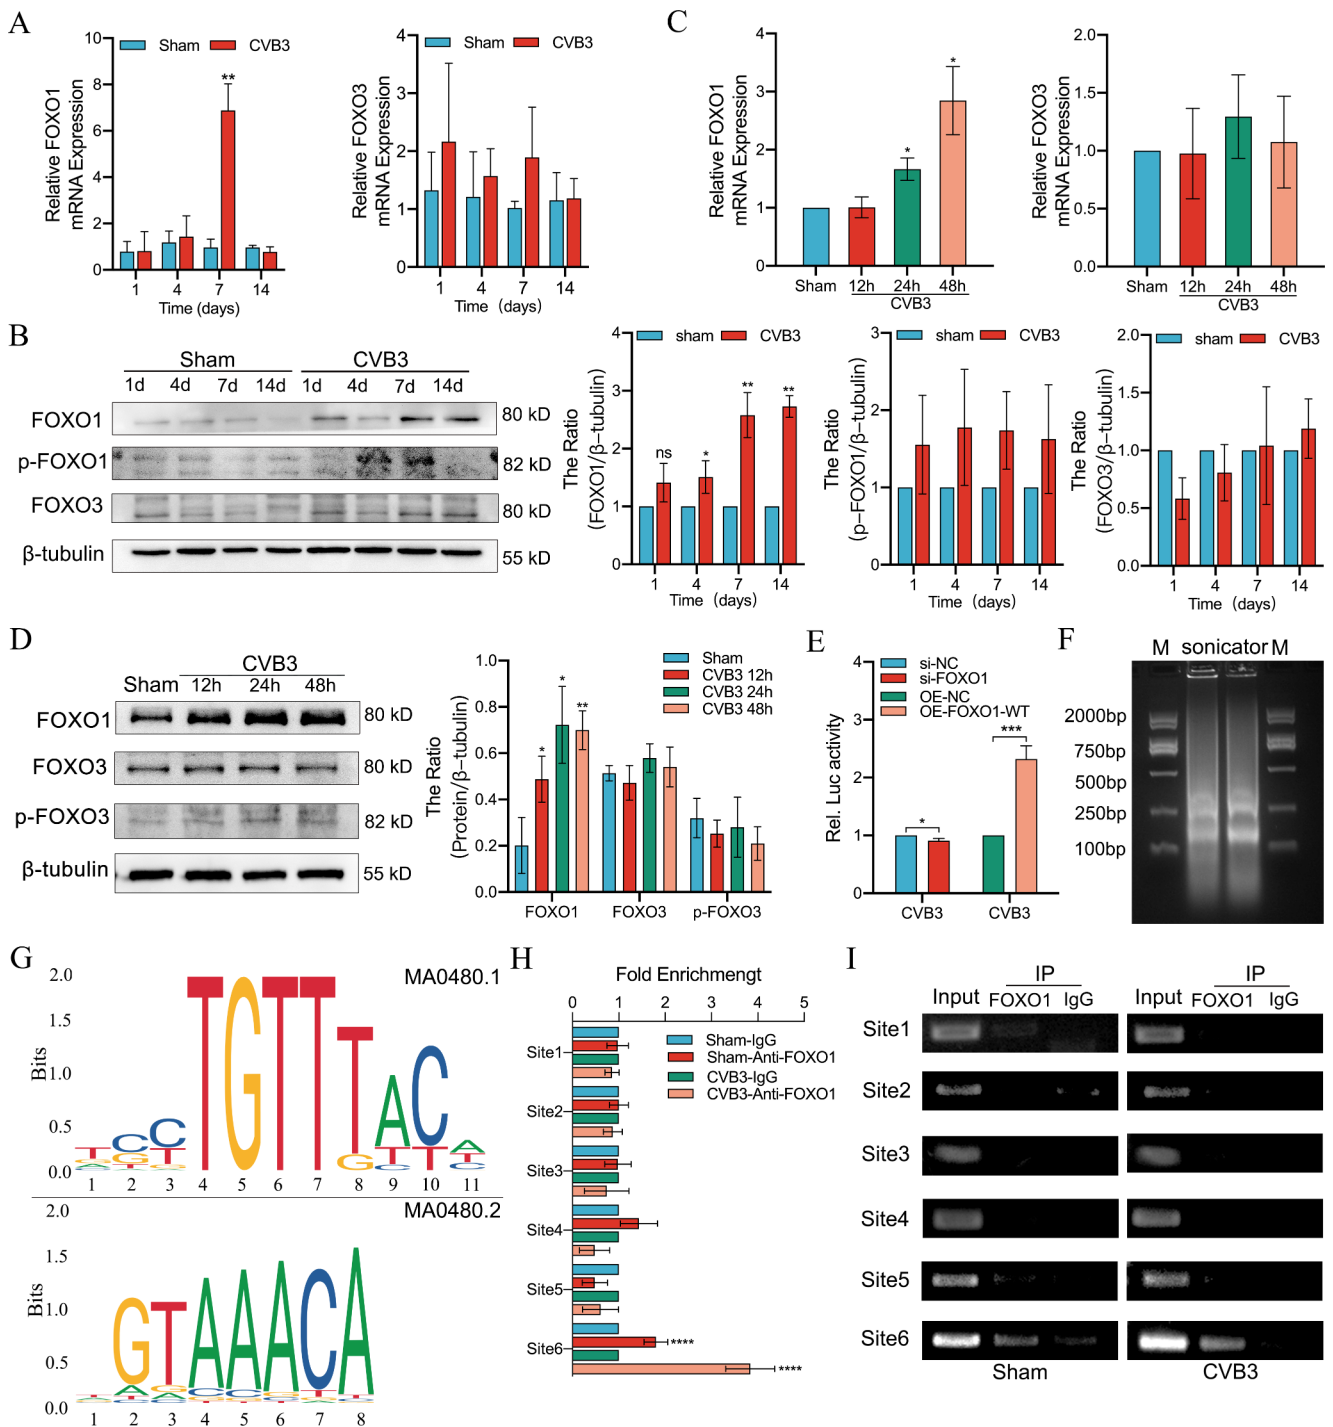 A
Sham CVB3
Relative FOXO1
mRNA Expression
10
8
6
4
2
0
**
1 4 7 14
Time (days)
Sham CVB3
Relative FOXO3
mRNA Expression
4
3
2
1
0
1 4 7 14
Time (days)
C
Relative FOXO1
mRNA Expression
4
3
2
1
0
* *
Sham 12h 24h 48h
CVB3
Relative FOXO3
mRNA Expression
2.0
1.5
1.0
0.5
0.0
Sham 12h 24h 48h
CVB3
B
Sham CVB3
1d 4d 7d 14d 1d 4d 7d 14d
FOXO1 80 kD
p-FOXO1 82 kD
FOXO3 80 kD
β-tubulin 55 kD
sham CVB3
The Ratio
(FOXO1/β-tubulin)
4
3
2
1
0
ns * ** **
1 4 7 14
Time (days)
sham CVB3
The Ratio
(p-FOXO1/β-tubulin)
3
2
1
0
1 4 7 14
Time (days)
sham CVB3
The Ratio
(FOXO3/β-tubulin)
2.0
1.5
1.0
0.5
0.0
1 4 7 14
Time (days)
D
CVB3
Sham 12h 24h 48h
FOXO1 80 kD
FOXO3 80 kD
p-FOXO3 82 kD
β-tubulin 55 kD
The Ratio
(Protein/β-tubulin)
1.0
0.8
0.6
0.4
0.2
0.0
Sham
CVB3 12h
CVB3 24h
CVB3 48h
* * **
FOXO1 FOXO3 p-FOXO3
E
Rel. Luc activity
4
3
2
1
0
si-NC
si-FOXO1
OE-NC
OE-FOXO1-WT
* ***
CVB3 CVB3
F
M sonicator M
2000bp
750bp
500bp
250bp
100bp
G
MA0480.1
Bits
2.0
1.5
1.0
0.5
0.0
1 2 3 4 5 6 7 8 9 10 11
MA0480.2
Bits
2.0
1.5
1.0
0.5
0.0
1 2 3 4 5 6 7 8
H
Fold Enrichmengt
0 1 2 3 4 5
Sham-IgG
Sham-Anti-FOXO1
CVB3-IgG
CVB3-Anti-FOXO1
Site1
Site2
Site3
Site4
Site5
Site6
****
****
I
IP IP
Input FOXO1 IgG Input FOXO1 IgG
Site1
Site2
Site3
Site4
Site5
Site6
Sham CVB3